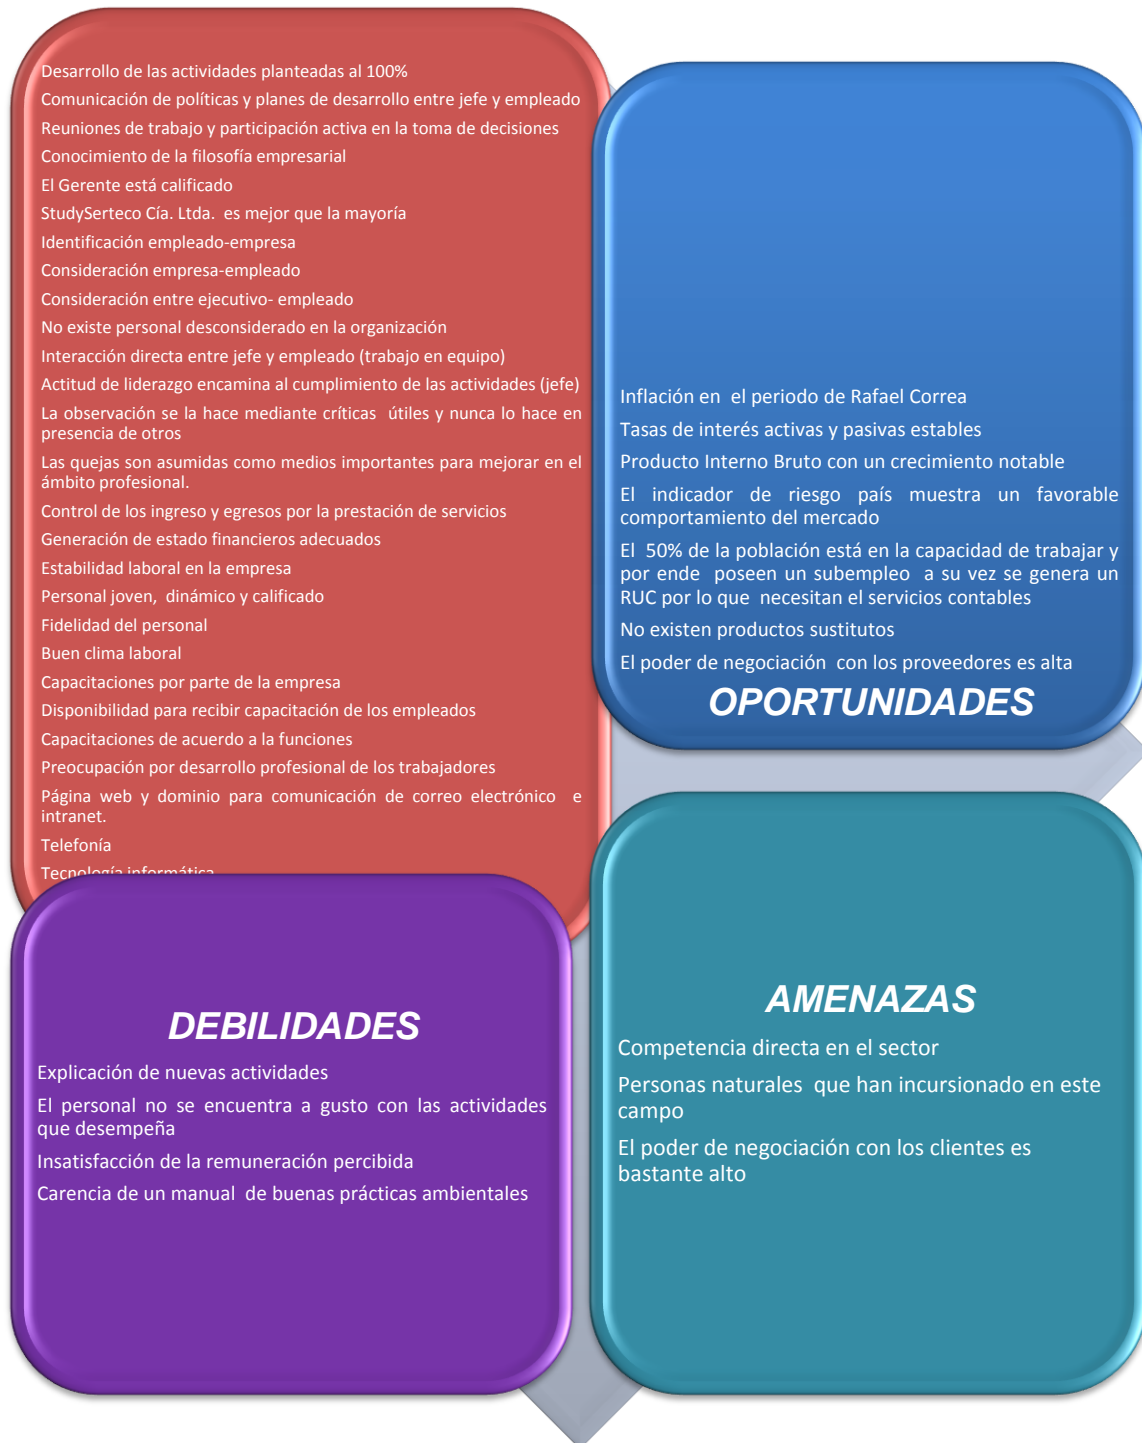 Desarrollo de las actividades planteadas al 100%
Comunicación de políticas y planes de desarrollo entre jefe y empleado
Reuniones de trabajo y participación activa en la toma de decisiones
Conocimiento de la filosofía empresarial
El Gerente está calificado
StudySerteco Cía. Ltda. es mejor que la mayoría
Identificación empleado-empresa
Consideración empresa-empleado
Consideración entre ejecutivo- empleado
No existe personal desconsiderado en la organización
Interacción directa entre jefe y empleado (trabajo en equipo)
Actitud de liderazgo encamina al cumplimiento de las actividades (jefe)
La observación se la hace mediante críticas útiles y nunca lo hace en
presencia de otros
Las quejas son asumidas como medios importantes para mejorar en el
ámbito profesional.
Control de los ingreso y egresos por la prestación de servicios
Generación de estado financieros adecuados
Estabilidad laboral en la empresa
Personal joven, dinámico y calificado
Fidelidad del personal
Buen clima laboral
Capacitaciones por parte de la empresa
Disponibilidad para recibir capacitación de los empleados
Capacitaciones de acuerdo a la funciones
Preocupación por desarrollo profesional de los trabajadores
Página web y dominio para comunicación de correo electrónico e
intranet.
Telefonía
Tecnología informática
Inflación en el periodo de Rafael Correa
Tasas de interés activas y pasivas estables
Producto Interno Bruto con un crecimiento notable
El indicador de riesgo país muestra un favorable
comportamiento del mercado
El 50% de la población está en la capacidad de trabajar y
por ende poseen un subempleo a su vez se genera un
RUC por lo que necesitan el servicios contables
No existen productos sustitutos
El poder de negociación con los proveedores es alta
OPORTUNIDADES
DEBILIDADES
Explicación de nuevas actividades
El personal no se encuentra a gusto con las actividades
que desempeña
Insatisfacción de la remuneración percibida
Carencia de un manual de buenas prácticas ambientales
AMENAZAS
Competencia directa en el sector
Personas naturales que han incursionado en este
campo
El poder de negociación con los clientes es
bastante alto